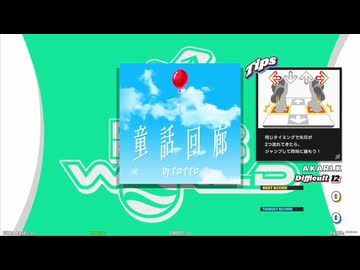 Tips
童話回廊
DJ TOTTO
WORLD
同じタイミングで矢印が
2つ流れてきたら、
ジャンプして同時に踏もう！
AKARI.K
Difficult 12
BEST SCORE
TARGET SCORE